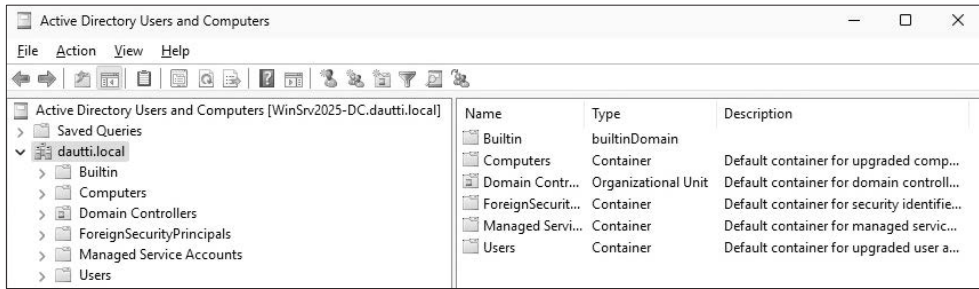 Active Directory Users and Computers
File Action View Help
Active Directory Users and Computers [WinSrv2025-DC.dautti.local]
Saved Queries
dautti.local
Builtin
Computers
Domain Controllers
ForeignSecurityPrincipals
Managed Service Accounts
Users
Name Type Description
Builtin builtinDomain
Computers Container Default container for upgraded comp...
Domain Contr... Organizational Unit Default container for domain controll...
ForeignSecurit... Container Default container for security identifie...
Managed Servi... Container Default container for managed servic...
Users Container Default container for upgraded user a...